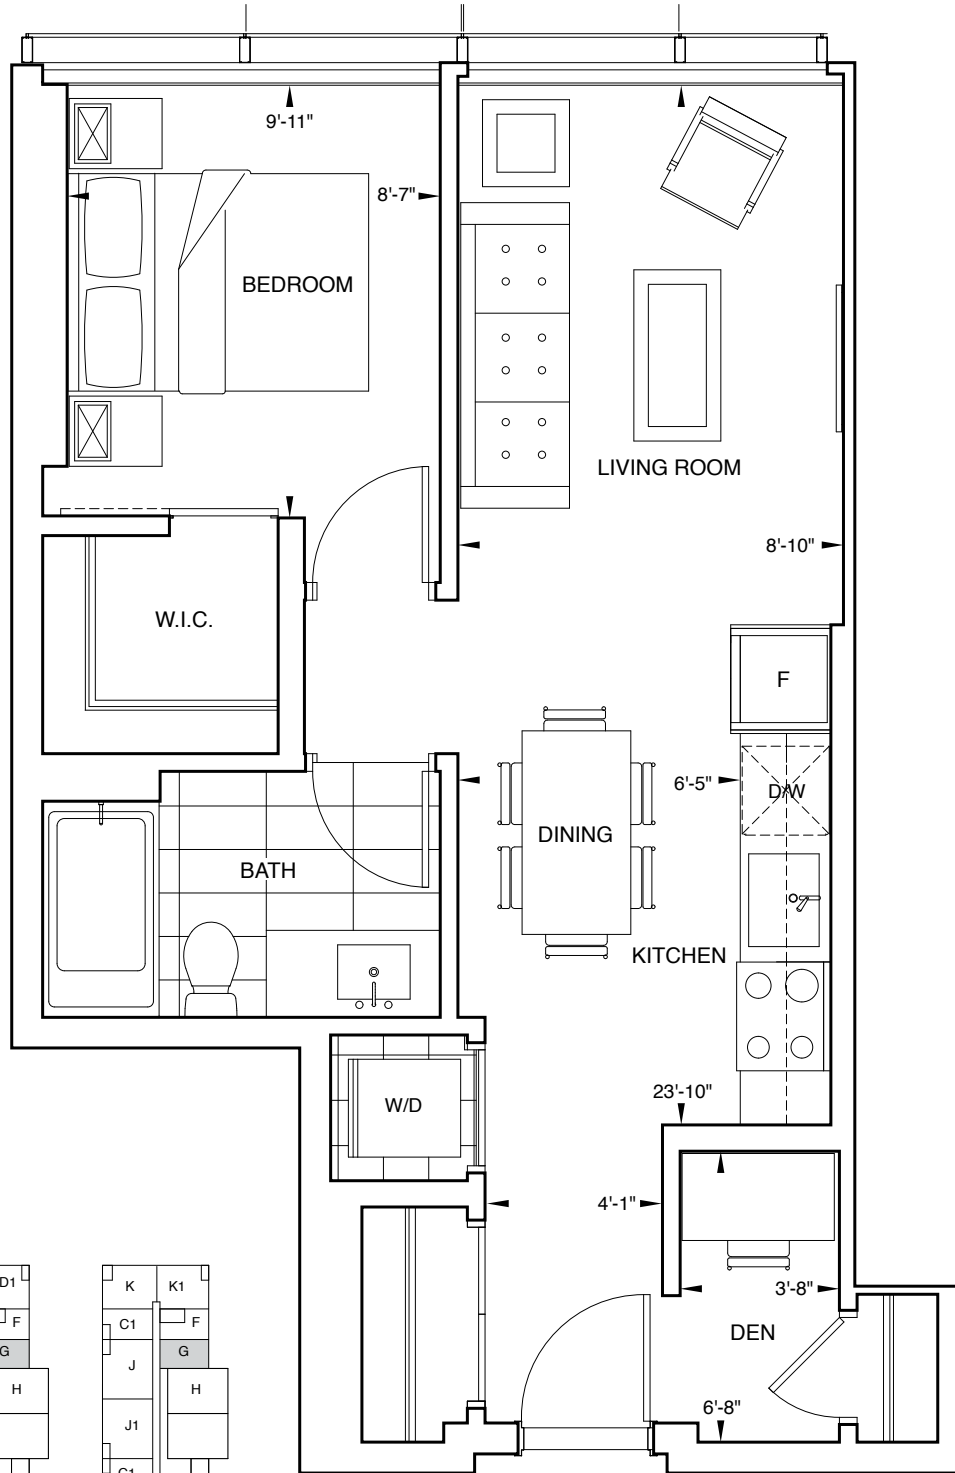 9'-11"
8'-7"
BEDROOM
LIVING ROOM
8'-10"
W.I.C.
F
6'-5"
D/W
DINING
BATH
KITCHEN
23'-10"
W/D
4'-1"
3'-8"
DEN
6'-8"
D1
K
K1
F
C1
F
G
J
G
H
H
J1
C1